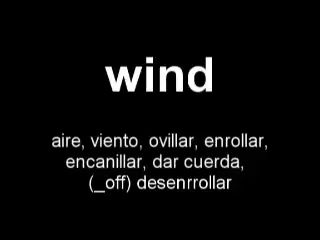 wind
aire, viento, ovillar, enrollar,
encanillar, dar cuerda,
(_off) desenrrollar